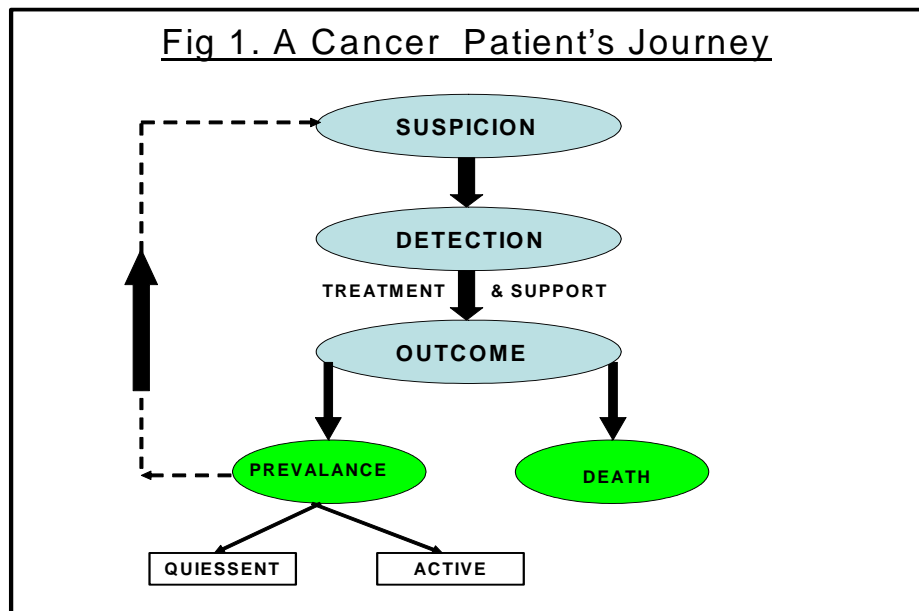 Fig 1. A Cancer Patient's Journey
SUSPICION
DETECTION
TREATMENT & SUPPORT
OUTCOME
PREVALANCE
DEATH
QUIESSENT
ACTIVE